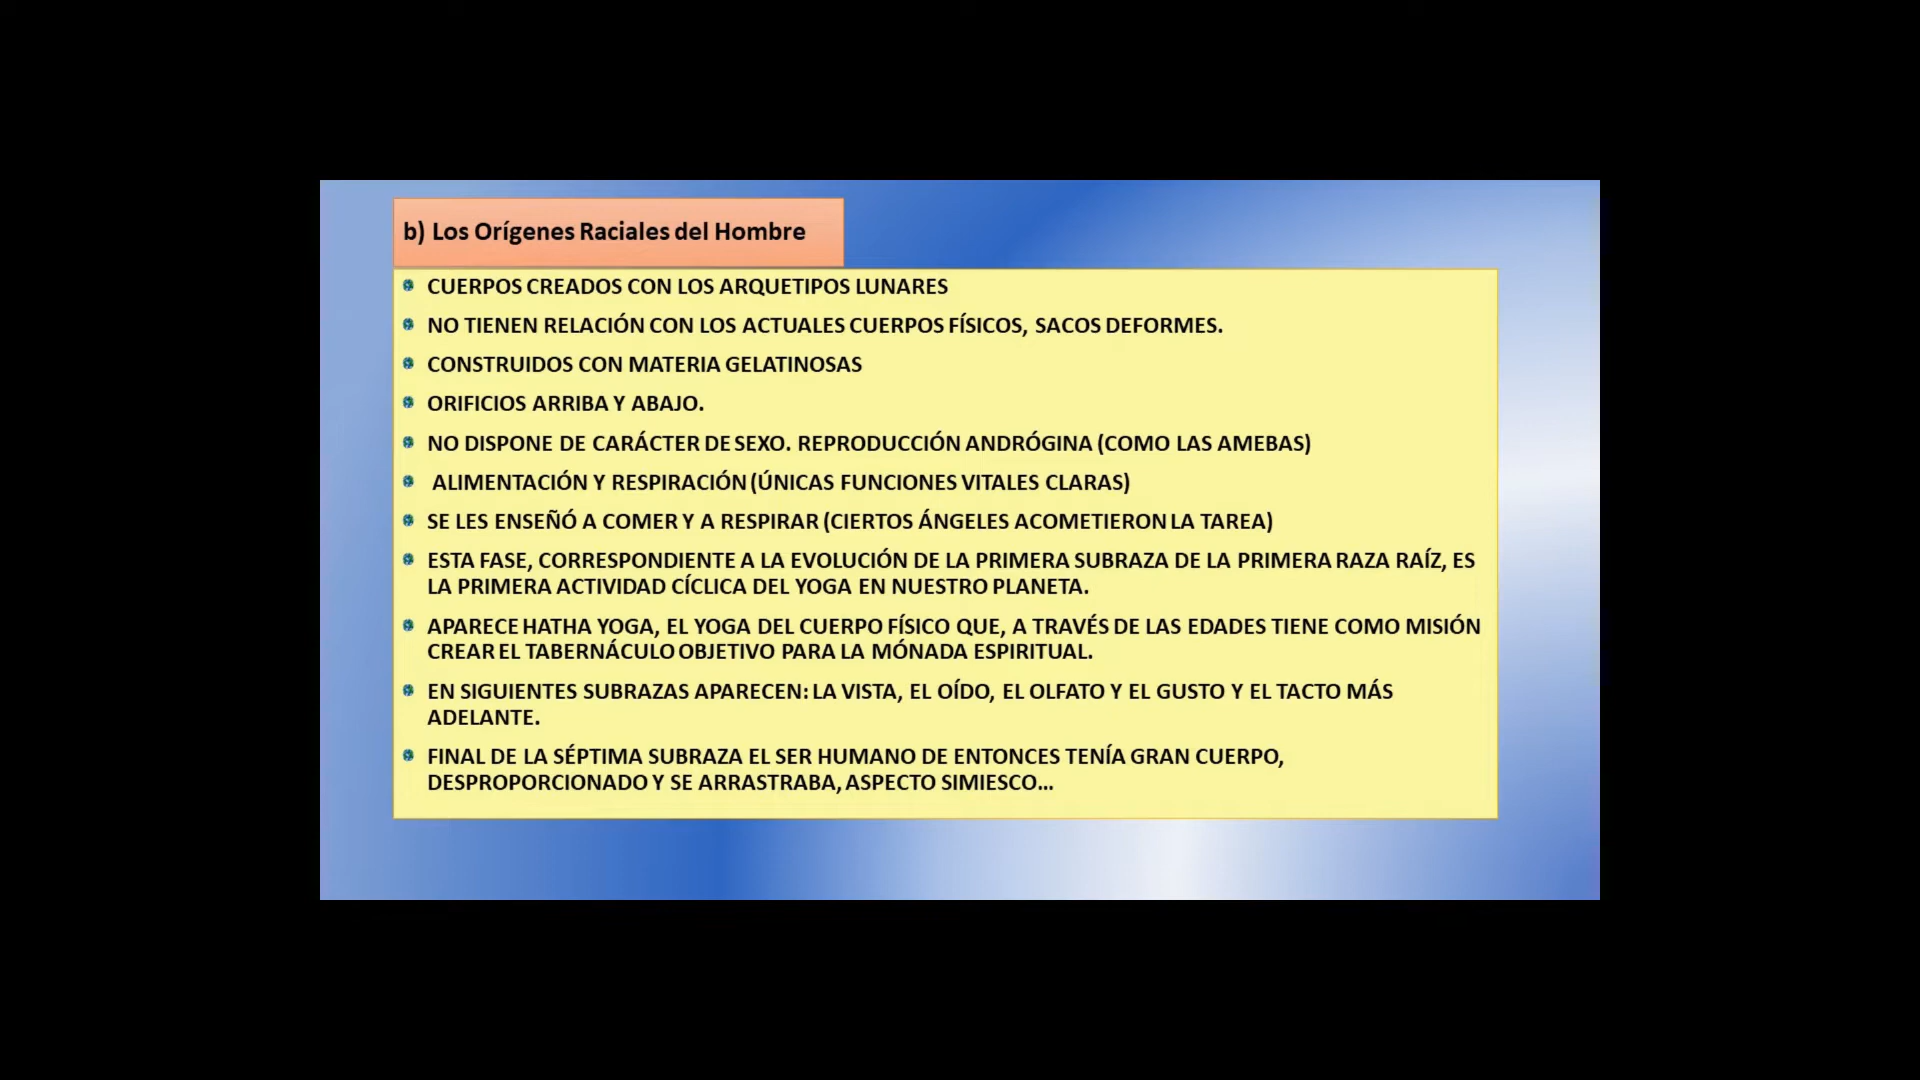 b) Los Orígenes Raciales del Hombre
CUERPOS CREADOS CON LOS ARQUETIPOS LUNARES
NO TIENEN RELACIÓN CON LOS ACTUALES CUERPOS FÍSICOS, SACOS DEFORMES.
CONSTRUIDOS CON MATERIA GELATINOSAS
ORIFICIOS ARRIBA Y ABAJO.
NO DISPONE DE CARÁCTER DE SEXO. REPRODUCCIÓN ANDRÓGINA (COMO LAS AMEBAS)
ALIMENTACIÓN Y RESPIRACIÓN (ÚNICAS FUNCIONES VITALES CLARAS)
SE LES ENSEÑÓ A COMER Y A RESPIRAR (CIERTOS ÁNGELES ACOMETIERON LA TAREA)
ESTA FASE, CORRESPONDIENTE A LA EVOLUCIÓN DE LA PRIMERA SUBRAZA DE LA PRIMERA RAZA RAÍZ, ES
LA PRIMERA ACTIVIDAD CÍCLICA DEL YOGA EN NUESTRO PLANETA.
APARECE HATHA YOGA, EL YOGA DEL CUERPO FÍSICO QUE, A TRAVÉS DE LAS EDADES TIENE COMO MISIÓN
CREAR EL TABERNÁCULO OBJETIVO PARA LA MÓNADA ESPIRITUAL.
EN SIGUIENTES SUBRAZAS APARECEN: LA VISTA, EL OÍDO, EL OLFATO Y EL GUSTO Y EL TACTO MÁS
ADELANTE.
FINAL DE LA SÉPTIMA SUBRAZA EL SER HUMANO DE ENTONCES TENÍA GRAN CUERPO,
DESPROPORCIONADO Y SE ARRASTRABA, ASPECTO SIMIESCO...